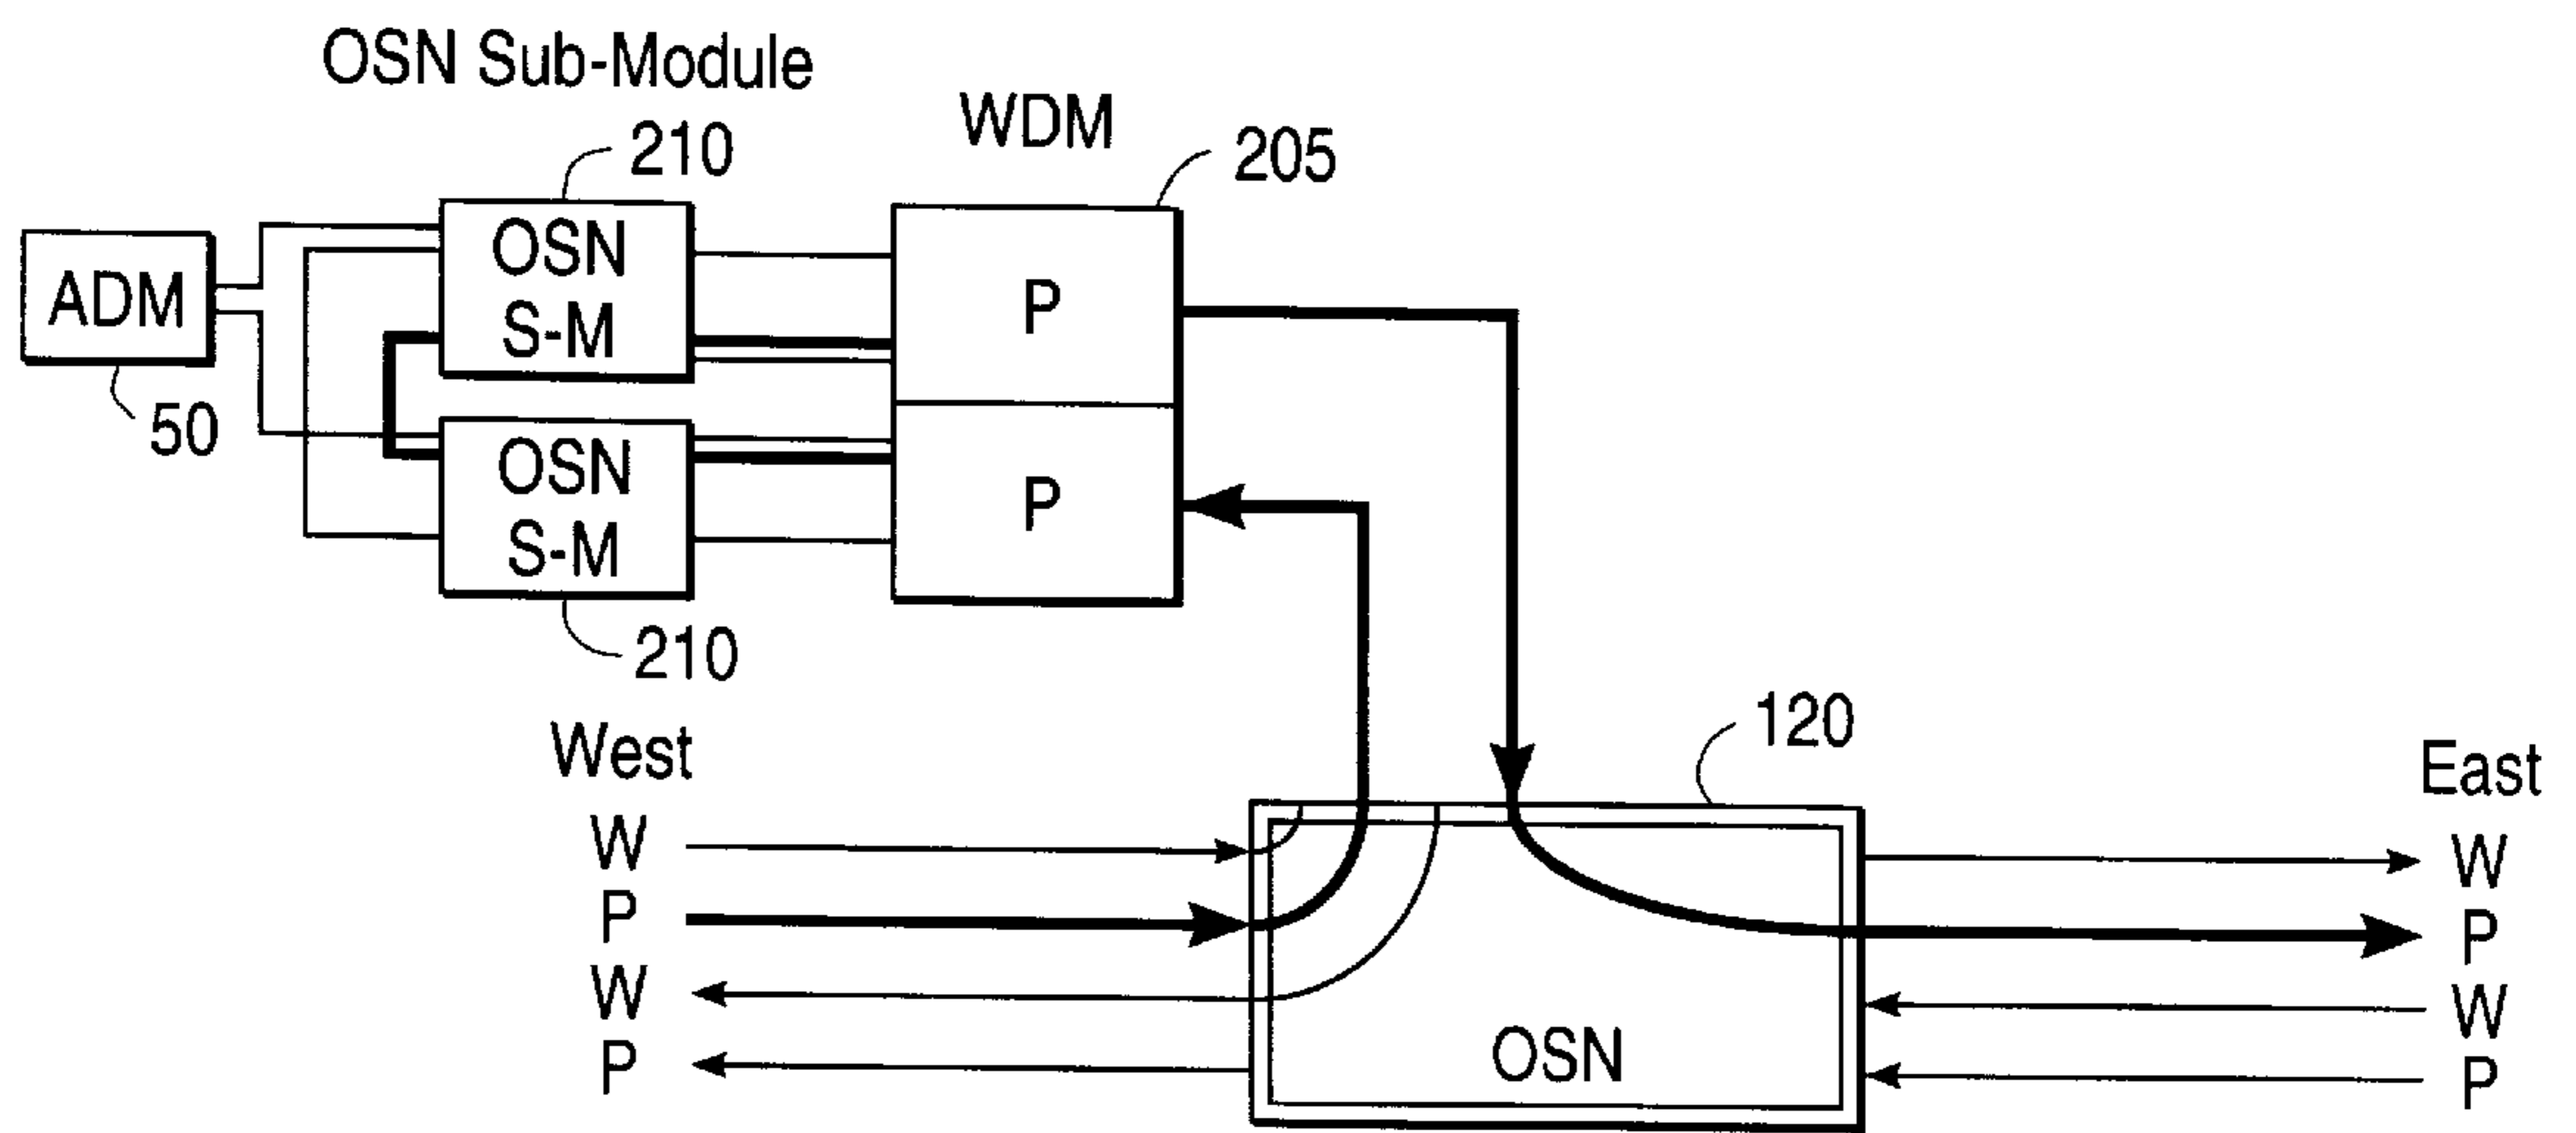 OSN Sub-Module
WDM
210
205
ADM
OSN
S-M
P
50
OSN
S-M
P
210
West
120
East
W
W
P
P
W
W
P
P
OSN